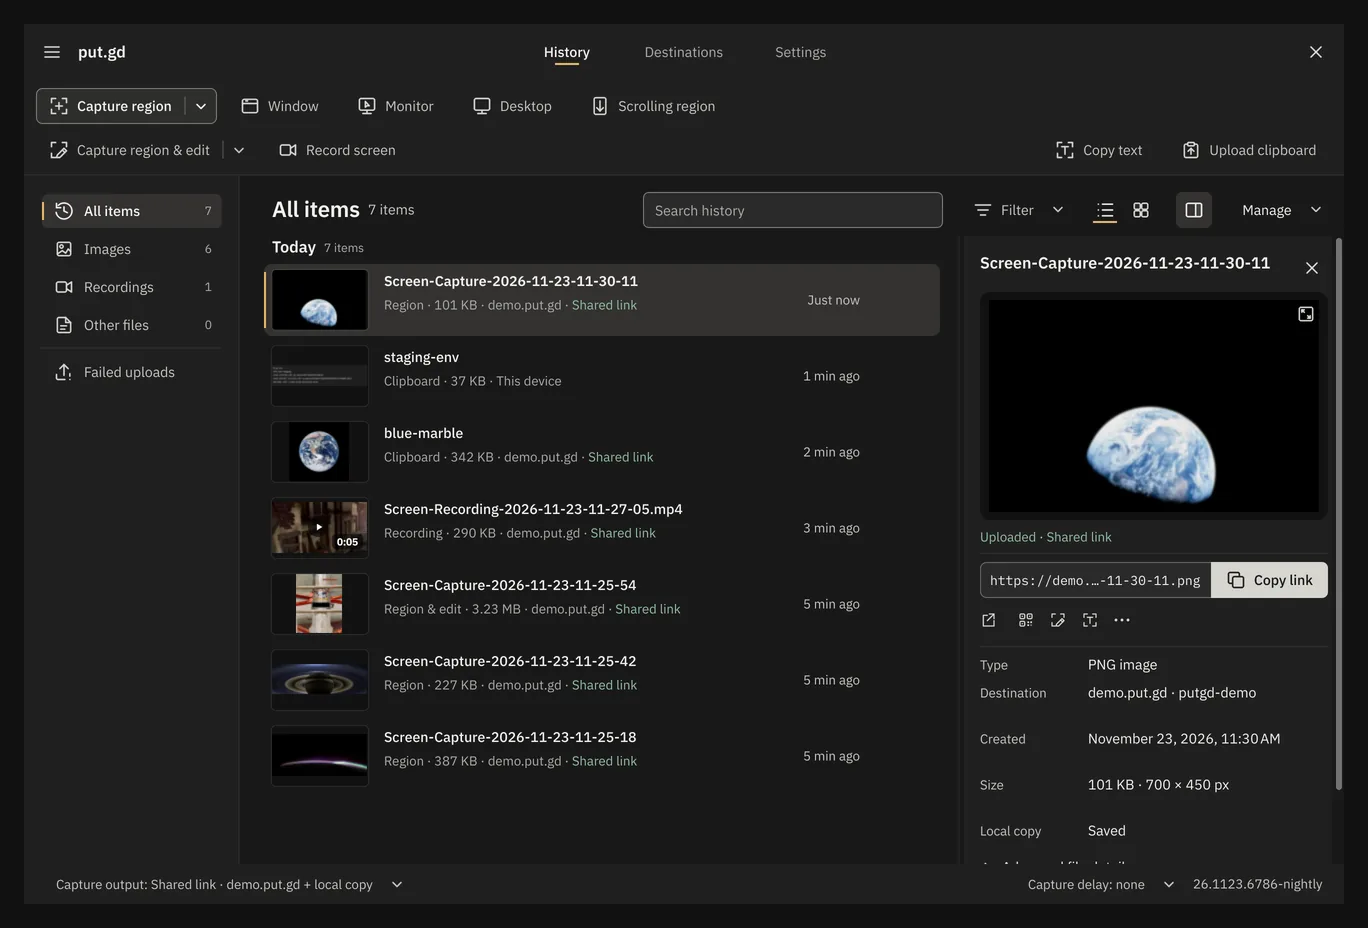 put.gd
History
Destinations
Settings
Capture region
Window
Monitor
Desktop
Scrolling region
Capture region & edit
Record screen
Copy text
Upload clipboard
All items 7
Images 6
Recordings 1
Other files 0
Failed uploads
All items 7 items
Search history
Filter
Manage
Today 7 items
Screen-Capture-2026-11-23-11-30-11
Region · 101 KB · demo.put.gd · Shared link
Just now
staging-env
Clipboard · 37 KB · This device
1 min ago
blue-marble
Clipboard · 342 KB · demo.put.gd · Shared link
2 min ago
0:05
Screen-Recording-2026-11-23-11-27-05.mp4
Recording · 290 KB · demo.put.gd · Shared link
3 min ago
Screen-Capture-2026-11-23-11-25-54
Region & edit · 3.23 MB · demo.put.gd · Shared link
5 min ago
Screen-Capture-2026-11-23-11-25-42
Region · 227 KB · demo.put.gd · Shared link
5 min ago
Screen-Capture-2026-11-23-11-25-18
Region · 387 KB · demo.put.gd · Shared link
5 min ago
Screen-Capture-2026-11-23-11-30-11
Uploaded · Shared link
https://demo.…-11-30-11.png
Copy link
Type PNG image
Destination demo.put.gd · putgd-demo
Created November 23, 2026, 11:30 AM
Size 101 KB · 700 × 450 px
Local copy Saved
Capture output: Shared link · demo.put.gd + local copy
Capture delay: none
26.1123.6786-nightly